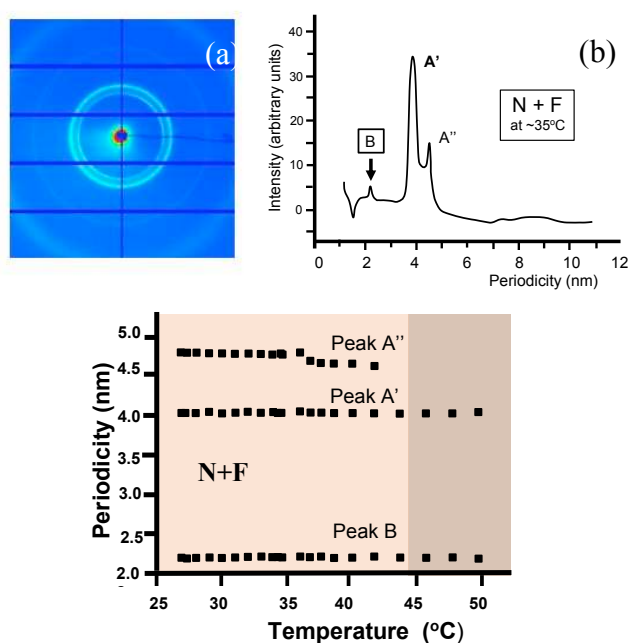 (a)
(b)
Intensity (arbitrary units)
40
30
20
10
0
A'
A''
B
N + F
at ~35ºC
0 2 4 6 8 10 12
Periodicity (nm)
Periodicity (nm)
5.0
4.5
4.0
3.5
3.0
2.5
2.0
Peak A''
Peak A'
N+F
Peak B
25 30 35 40 45 50
Temperature (ºC)